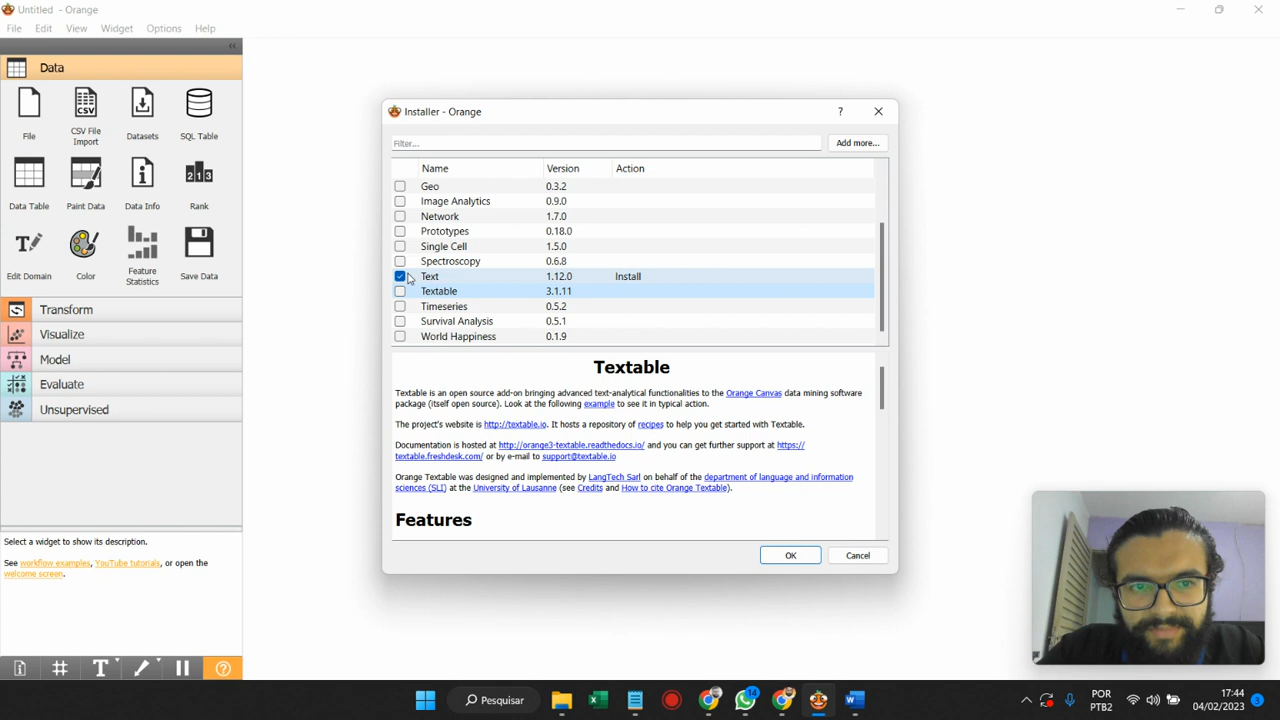 Untitled - Orange
File Edit View Widget Options Help
Data
File
CSV File Import
Datasets
SQL Table
Data Table
Paint Data
Data Info
Rank
Edit Domain
Color
Feature Statistics
Save Data
Transform
Visualize
Model
Evaluate
Unsupervised
Select a widget to show its description.
See workflow examples, YouTube tutorials, or open the
welcome screen.
Installer - Orange
Filter...
Add more...
Name Version Action
Geo 0.3.2
Image Analytics 0.9.0
Network 1.7.0
Prototypes 0.18.0
Single Cell 1.5.0
Spectroscopy 0.6.8
Text 1.12.0 Install
Textable 3.1.11
Timeseries 0.5.2
Survival Analysis 0.5.1
World Happiness 0.1.9
Textable
Textable is an open source add-on bringing advanced text-analytical functionalities to the Orange Canvas data mining software
package (itself open source). Look at the following example to see it in typical action.
The project's website is http://textable.io. It hosts a repository of recipes to help you get started with Textable.
Documentation is hosted at http://orange3-textable.readthedocs.io/ and you can get further support at https://
textable.freshdesk.com/ or by e-mail to support@textable.io
Orange Textable was designed and implemented by LangTech Sarl on behalf of the department of language and information
sciences (SLI) at the University of Lausanne (see Credits and How to cite Orange Textable).
Features
OK
Cancel
Pesquisar
14
POR
PTB2
17:44
04/02/2023
3